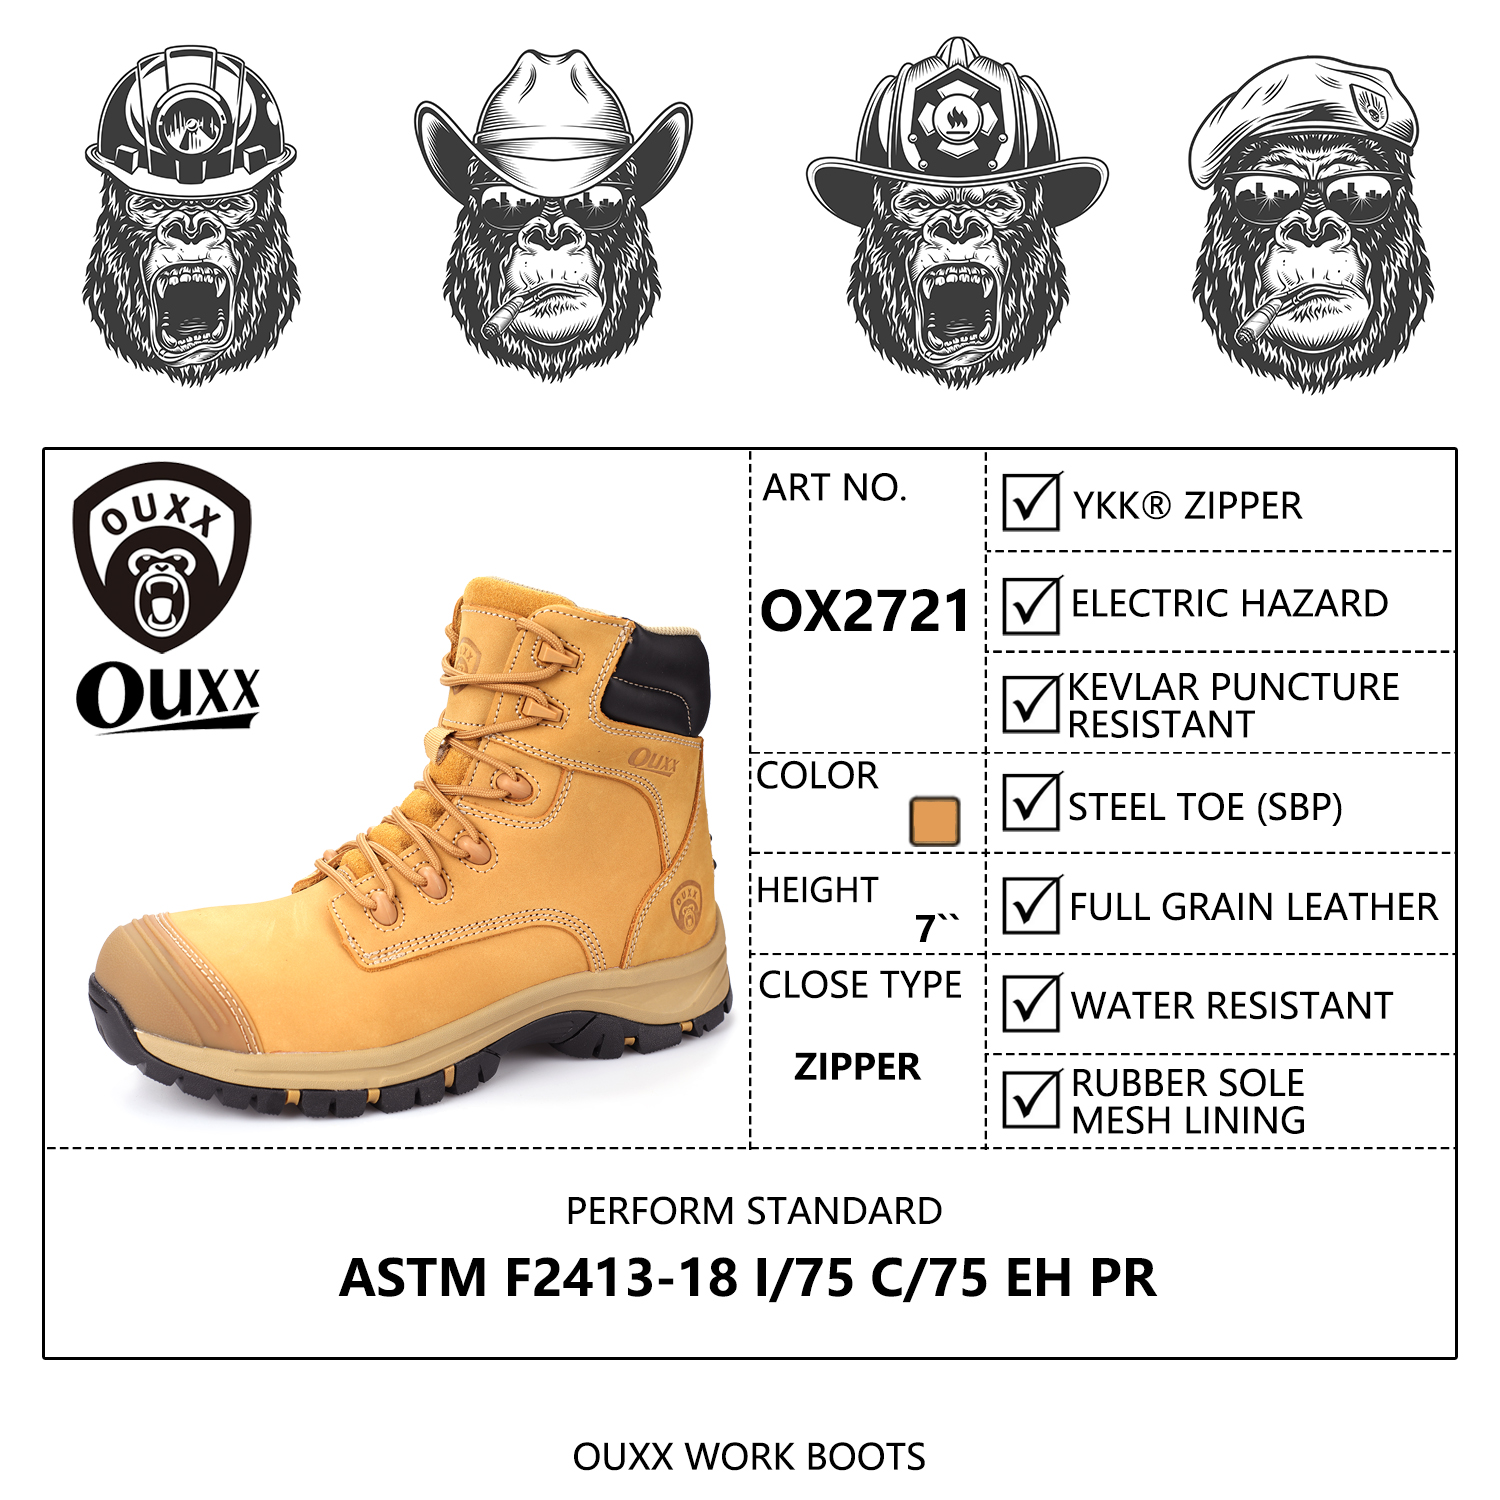 OUXX
OUXX
OUXX
OUXX
ART NO.
OX2721
COLOR
HEIGHT
7``
CLOSE TYPE
ZIPPER
YKK® ZIPPER
ELECTRIC HAZARD
KEVLAR PUNCTURE
RESISTANT
STEEL TOE (SBP)
FULL GRAIN LEATHER
WATER RESISTANT
RUBBER SOLE
MESH LINING
PERFORM STANDARD
ASTM F2413-18 I/75 C/75 EH PR
OUXX WORK BOOTS